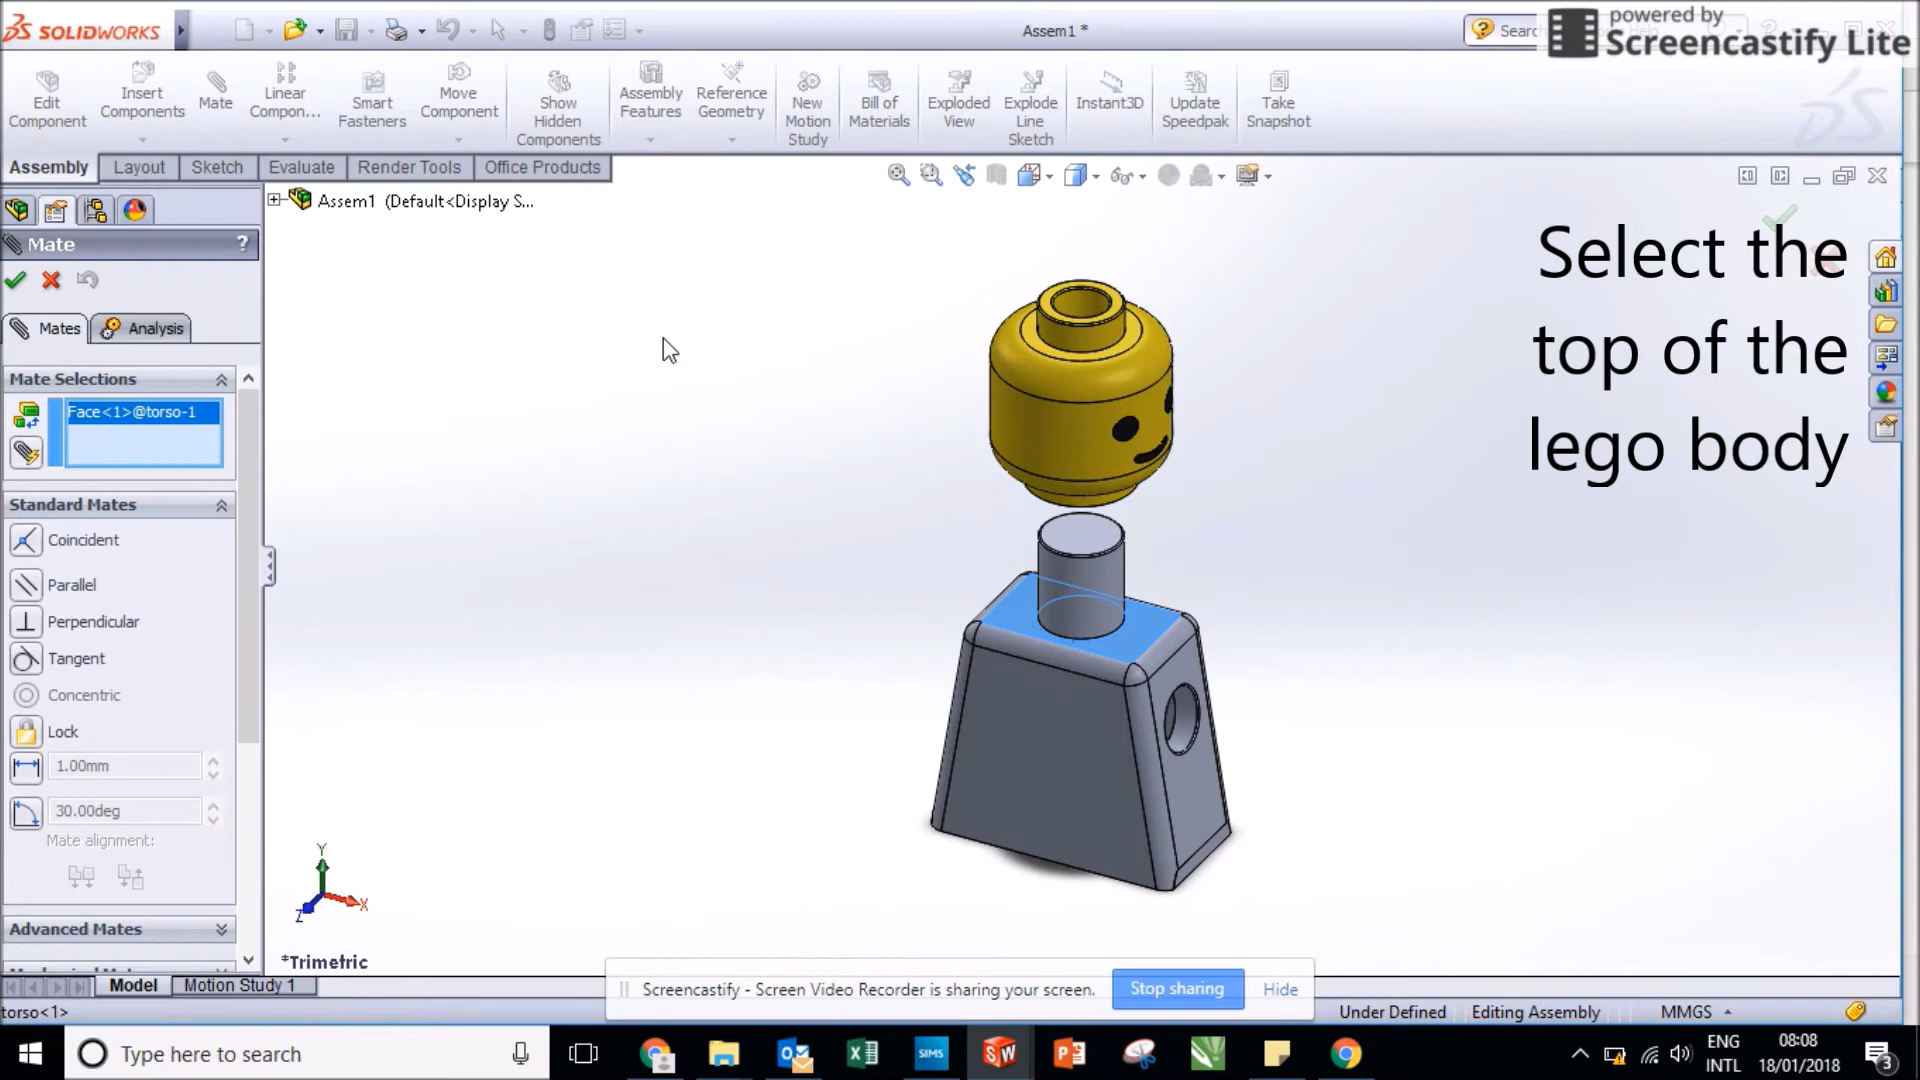 SOLIDWORKS
Assem1 *
Search
powered by
Screencastify Lite
Edit Component
Insert Components
Mate
Linear Compon...
Smart Fasteners
Move Component
Show Hidden Components
Assembly Features
Reference Geometry
New Motion Study
Bill of Materials
Exploded View
Explode Line Sketch
Instant3D
Update Speedpak
Take Snapshot
Assembly
Layout
Sketch
Evaluate
Render Tools
Office Products
Assem1 (Default<Display S...
Mate
?
Mates
Analysis
Mate Selections
Face<1>@torso-1
Standard Mates
Coincident
Parallel
Perpendicular
Tangent
Concentric
Lock
1.00mm
30.00deg
Mate alignment:
Advanced Mates
Select the
top of the
lego body
Y
X
Z
*Trimetric
Model
Motion Study 1
Screencastify - Screen Video Recorder is sharing your screen.
Stop sharing
Hide
torso<1>
Under Defined
Editing Assembly
MMGS
Type here to search
SIMS
ENG
INTL
08:08
18/01/2018
3